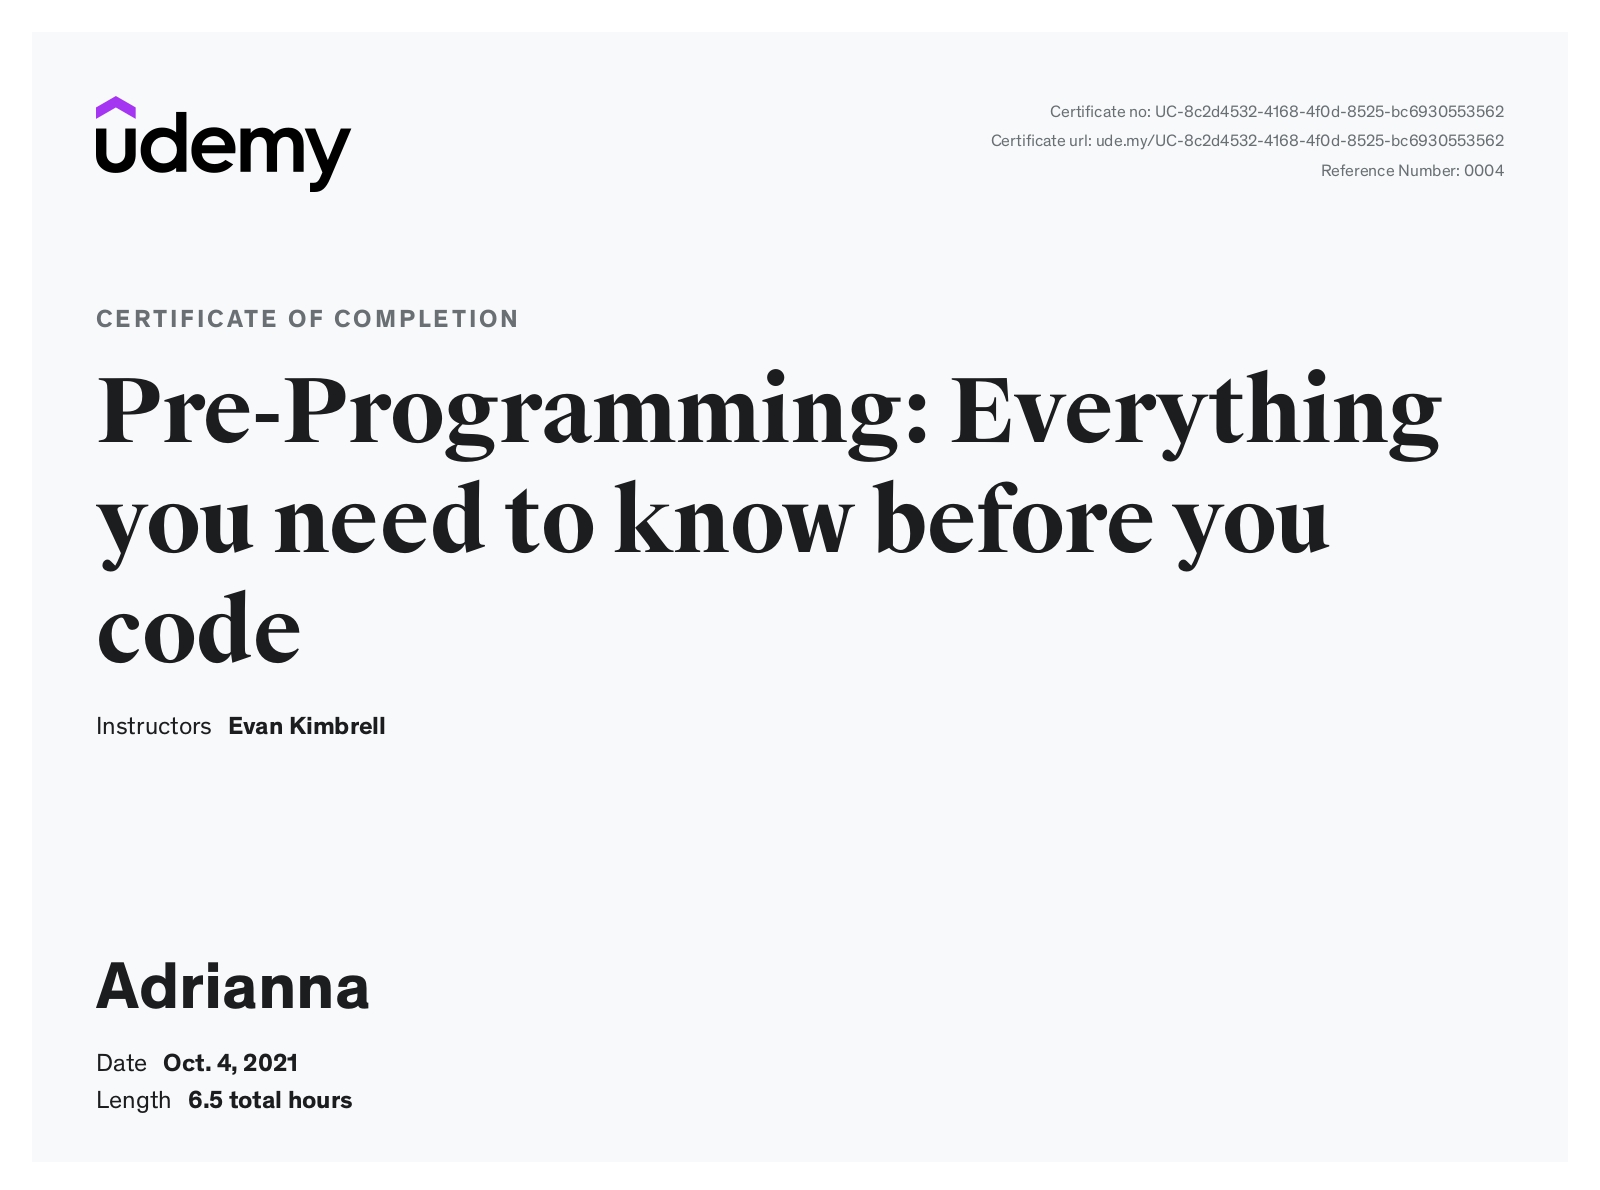 udemy
Certificate no: UC-8c2d4532-4168-4f0d-8525-bc6930553562
Certificate url: ude.my/UC-8c2d4532-4168-4f0d-8525-bc6930553562
Reference Number: 0004
CERTIFICATE OF COMPLETION
Pre-Programming: Everything
you need to know before you
code
Instructors Evan Kimbrell
Adrianna
Date Oct. 4, 2021
Length 6.5 total hours